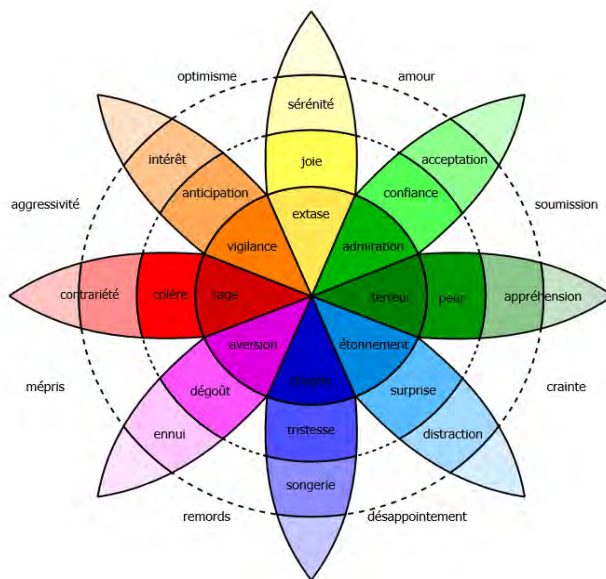 optimisme
amour
sérénité
intérêt
joie
acceptation
anticipation
confiance
aggressivité
soumission
extase
vigilance
admiration
contrariété
colère
rage
terreur
peur
appréhension
aversion
étonnement
chagrin
mépris
dégoût
surprise
crainte
ennui
tristesse
distraction
songerie
remords
désappointement